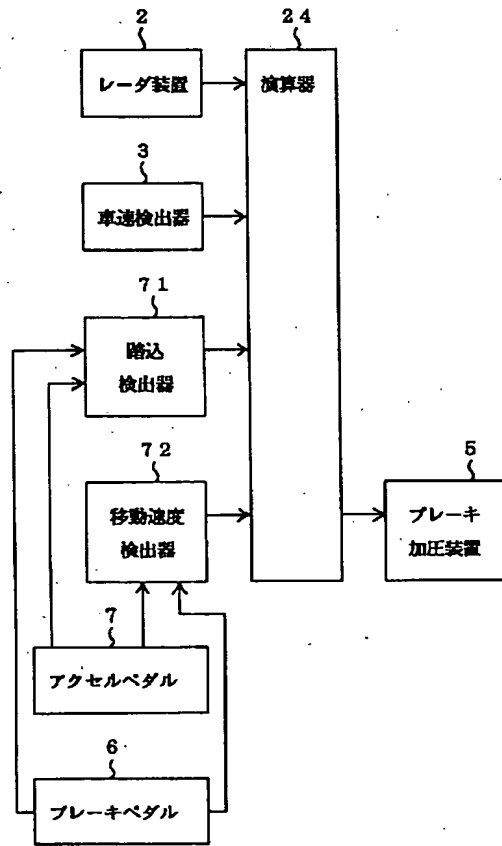 ２
レーダ装置
２４
演算器
３
車速検出器
７１
踏込
検出器
７２
移動速度
検出器
５
ブレーキ
加圧装置
７
アクセルペダル
６
ブレーキペダル